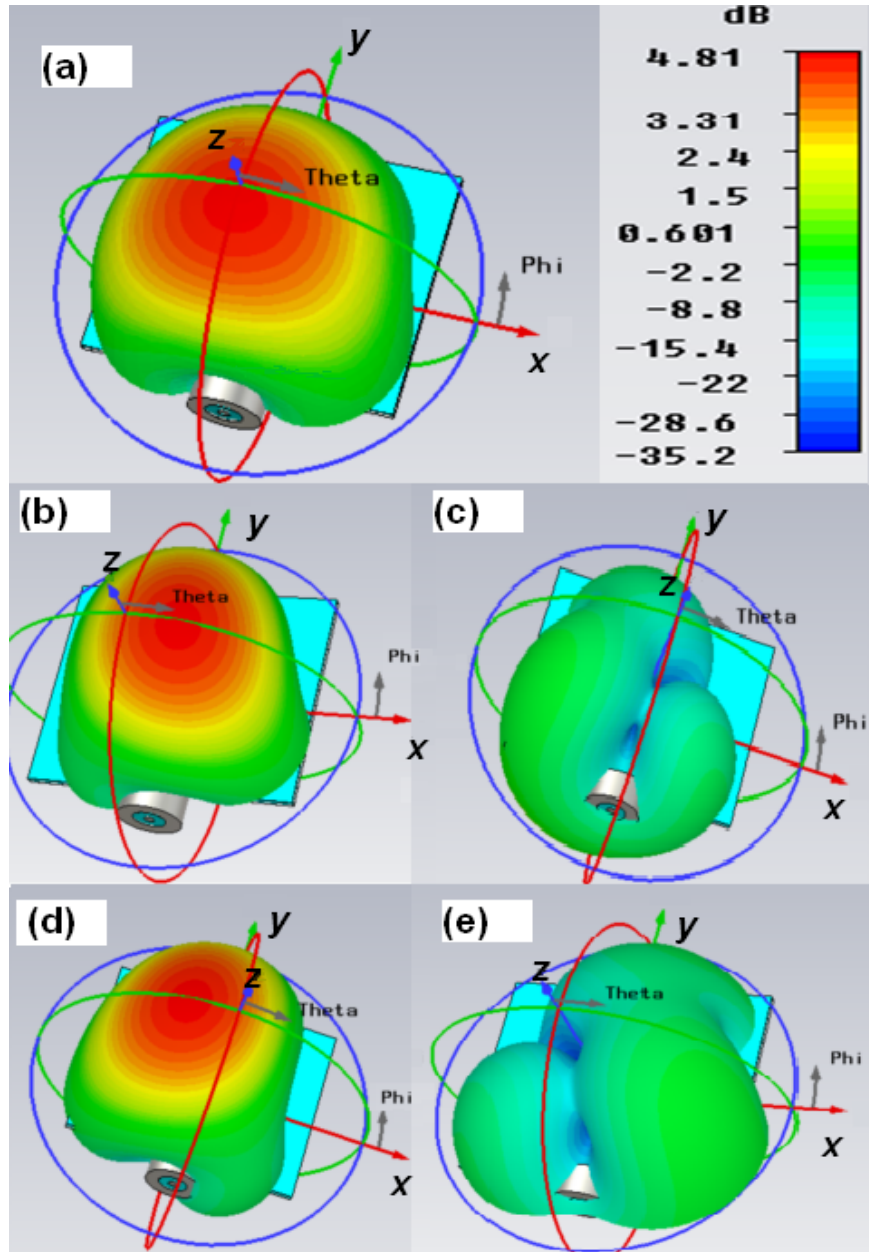 (a)
y
z
Theta
Phi
x
dB
4.81
3.31
2.4
1.5
0.601
-2.2
-8.8
-15.4
-22
-28.6
-35.2
(b)
y
z
Theta
Phi
x
(c)
y
z
Theta
Phi
x
(d)
y
z
Theta
Phi
x
(e)
y
z
Theta
Phi
x